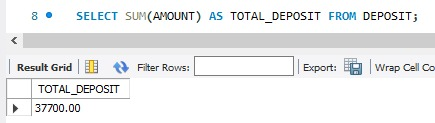 8 SELECT SUM(AMOUNT) AS TOTAL_DEPOSIT FROM DEPOSIT;
Result Grid Filter Rows: Export: Wrap Cell Co
TOTAL_DEPOSIT
37700.00